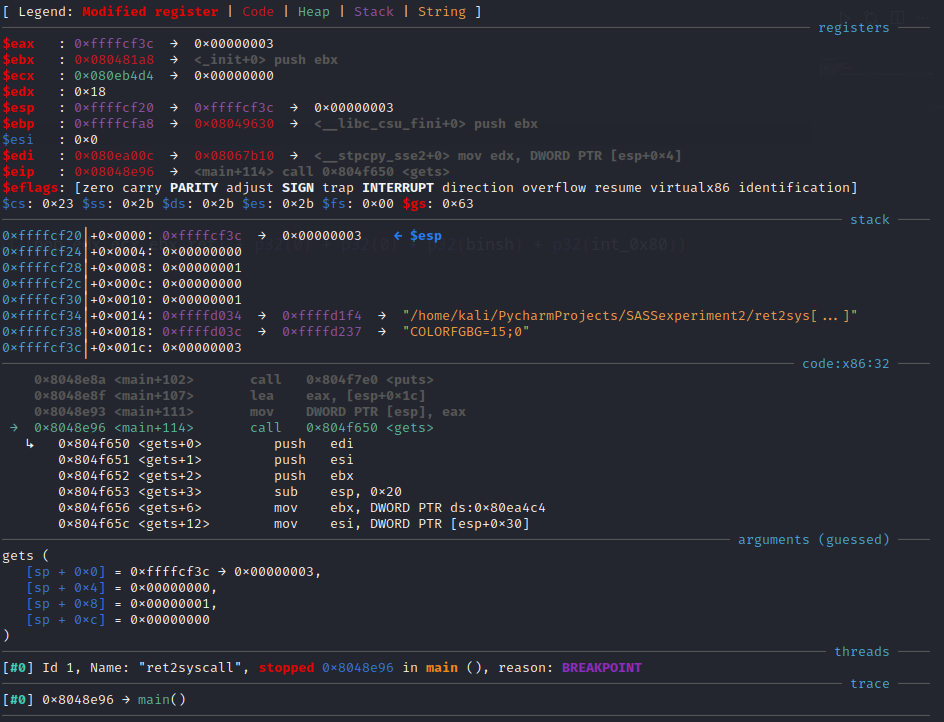 [ Legend: Modified register | Code | Heap | Stack | String ]
registers
$eax   : 0×ffffcf3c  →  0×00000003
$ebx   : 0×080481a8  →  <_init+0> push ebx
$ecx   : 0×080eb4d4  →  0×00000000
$edx   : 0×18
$esp   : 0×ffffcf20  →  0×ffffcf3c  →  0×00000003
$ebp   : 0×ffffcfa8  →  0×08049630  →  <__libc_csu_fini+0> push ebx
$esi   : 0×0
$edi   : 0×080ea00c  →  0×08067b10  →  <__stpcpy_sse2+0> mov edx, DWORD PTR [esp+0×4]
$eip   : 0×08048e96  →  <main+114> call 0×804f650 <gets>
$eflags: [zero carry PARITY adjust SIGN trap INTERRUPT direction overflow resume virtualx86 identification]
$cs: 0×23 $ss: 0×2b $ds: 0×2b $es: 0×2b $fs: 0×00 $gs: 0×63
stack
0×ffffcf20│+0×0000: 0×ffffcf3c  →  0×00000003    ← $esp
0×ffffcf24│+0×0004: 0×00000000
0×ffffcf28│+0×0008: 0×00000001
0×ffffcf2c│+0×000c: 0×00000000
0×ffffcf30│+0×0010: 0×00000001
0×ffffcf34│+0×0014: 0×ffffd034  →  0×ffffd1f4  →  "/home/kali/PycharmProjects/SASSexperiment2/ret2sys[...]"
0×ffffcf38│+0×0018: 0×ffffd03c  →  0×ffffd237  →  "COLORFGBG=15;0"
0×ffffcf3c│+0×001c: 0×00000003
code:x86:32
0×8048e8a <main+102>       call   0×804f7e0 <puts>
0×8048e8f <main+107>       lea    eax, [esp+0×1c]
0×8048e93 <main+111>       mov    DWORD PTR [esp], eax
→  0×8048e96 <main+114>       call   0×804f650 <gets>
↳  0×804f650 <gets+0>         push   edi
0×804f651 <gets+1>         push   esi
0×804f652 <gets+2>         push   ebx
0×804f653 <gets+3>         sub    esp, 0×20
0×804f656 <gets+6>         mov    ebx, DWORD PTR ds:0×80ea4c4
0×804f65c <gets+12>        mov    esi, DWORD PTR [esp+0×30]
arguments (guessed)
gets (
[sp + 0×0] = 0×ffffcf3c → 0×00000003,
[sp + 0×4] = 0×00000000,
[sp + 0×8] = 0×00000001,
[sp + 0×c] = 0×00000000
)
threads
[#0] Id 1, Name: "ret2syscall", stopped 0×8048e96 in main (), reason: BREAKPOINT
trace
[#0] 0×8048e96 → main()